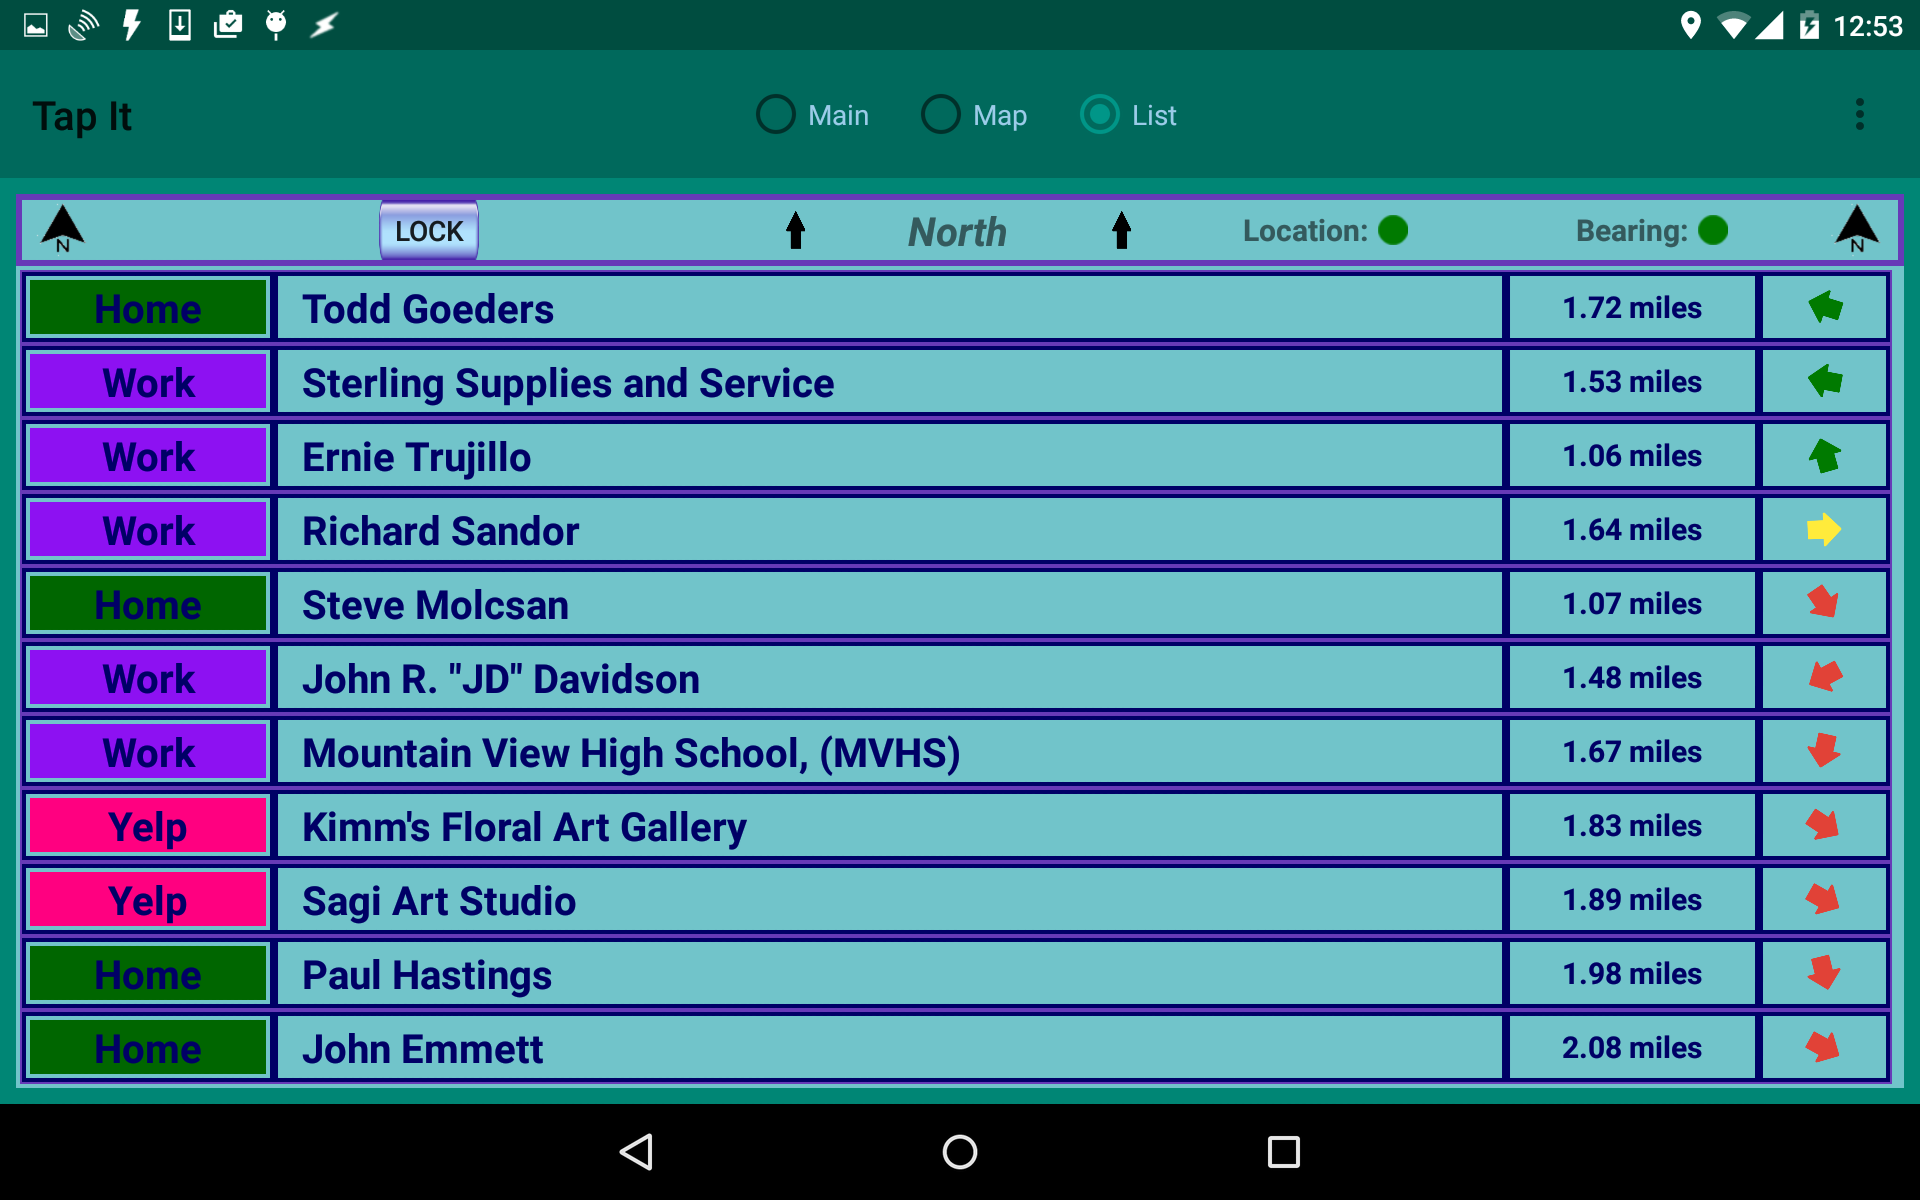 12:53
Tap It Main Map List
N LOCK North Location: Bearing: N
Home Todd Goeders 1.72 miles
Work Sterling Supplies and Service 1.53 miles
Work Ernie Trujillo 1.06 miles
Work Richard Sandor 1.64 miles
Home Steve Molcsan 1.07 miles
Work John R. "JD" Davidson 1.48 miles
Work Mountain View High School, (MVHS) 1.67 miles
Yelp Kimm's Floral Art Gallery 1.83 miles
Yelp Sagi Art Studio 1.89 miles
Home Paul Hastings 1.98 miles
Home John Emmett 2.08 miles